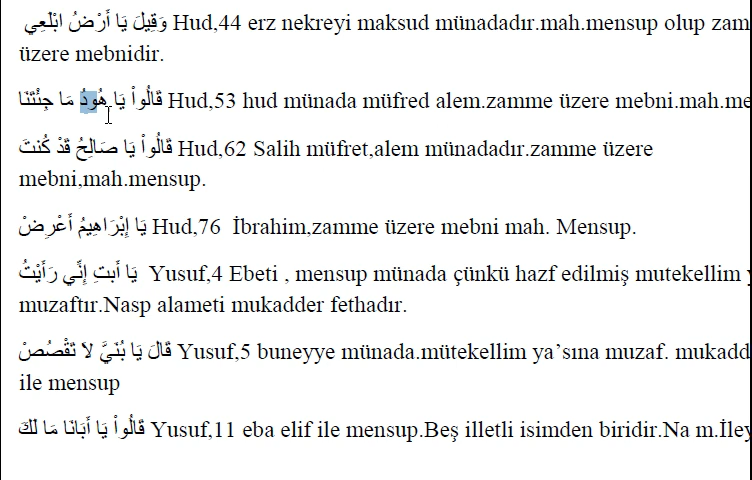 وَقِيلَ يَا أَرْضُ ابْلَعِي Hud,44 erz nekreyi maksud münadadır.mah.mensup olup zam
üzere mebnidir.
قَالُواْ يَا هُودُ مَا جِئْتَنَا Hud,53 hud münada müfred alem.zamme üzere mebni.mah.me
قَالُواْ يَا صَالِحُ قَدْ كُنتَ Hud,62 Salih müfret,alem münadadır.zamme üzere
mebni,mah.mensup.
يَا إِبْرَاهِيمُ أَعْرِضْ Hud,76 İbrahim,zamme üzere mebni mah. Mensup.
يَا أَبتِ إِنِّي رَأَيْتُ Yusuf,4 Ebeti , mensup münada çünkü hazf edilmiş mutekellim y
muzaftır.Nasp alameti mukadder fethadır.
قَالَ يَا بُنَيَّ لاَ تَقْصُصْ Yusuf,5 buneyye münada.mütekellim ya’sına muzaf. mukadd
ile mensup
قَالُواْ يَا أَبَانَا مَا لَكَ Yusuf,11 eba elif ile mensup.Beş illetli isimden biridir.Na m.İley